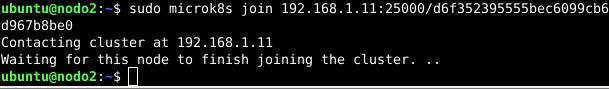 ubuntu@nodo2:~$ sudo microk8s join 192.168.1.11:25000/d6f352395555bec6099cb6
d967b8be0
Contacting cluster at 192.168.1.11
Waiting for this node to finish joining the cluster. ..
ubuntu@nodo2:~$